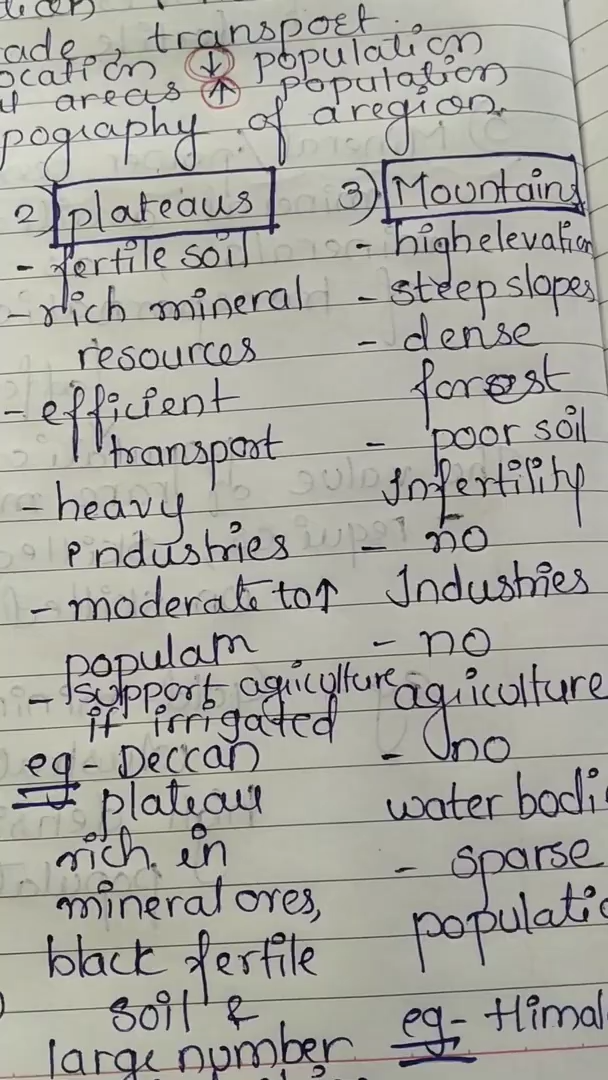 ade, transport.
ocation ↓ population
areas ↑ population
pography of a region.
2) plateaus
- fertile soil
- rich mineral
resources
- efficient
transport
- heavy
industries
- moderate to ↑
populatn
- support agriculture
if irrigated
eg - Deccan
plateau
rich in
mineral ores,
black fertile
soil &
large number
3) Mountains
- high elevation
- steep slopes
- dense
forest
- poor soil
Infertility
- no
Industries
- no
agriculture
- no
water bodi
- sparse
populatio
eg - Himal